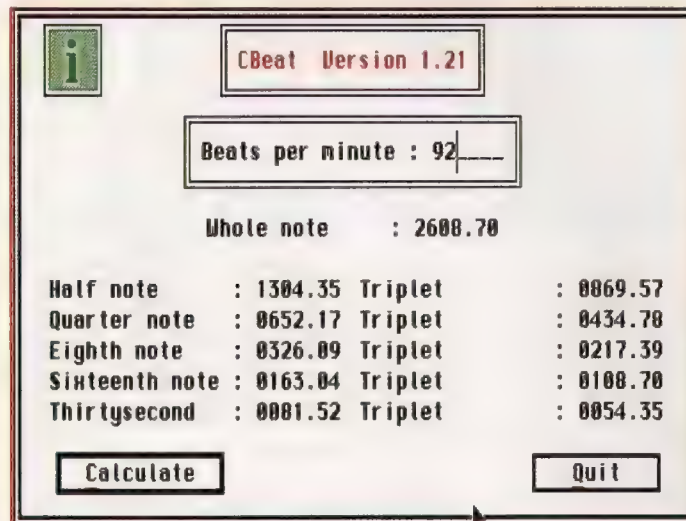 i
CBeat Version 1.21
Beats per minute : 92____
Whole note : 2608.70
Half note : 1304.35 Triplet : 0869.57
Quarter note : 0652.17 Triplet : 0434.78
Eighth note : 0326.09 Triplet : 0217.39
Sixteenth note : 0163.04 Triplet : 0108.70
Thirtysecond : 0081.52 Triplet : 0054.35
Calculate Quit